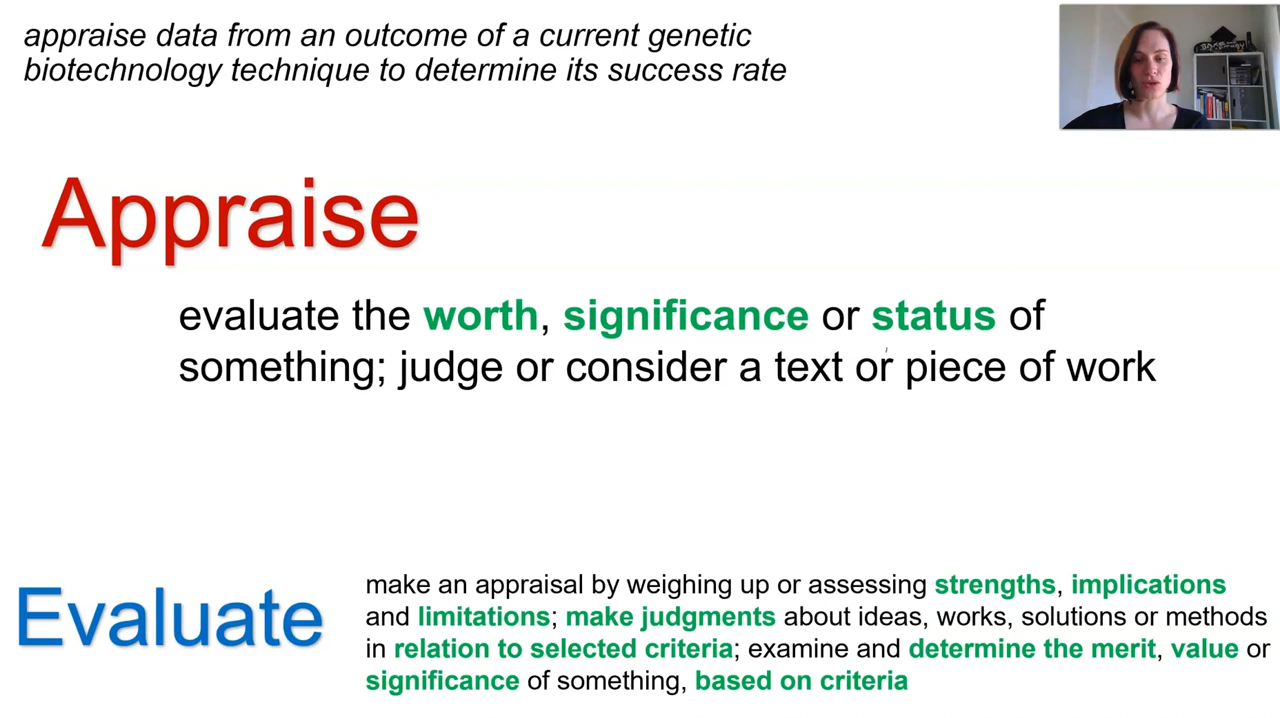 appraise data from an outcome of a current genetic
biotechnology technique to determine its success rate
Appraise
evaluate the worth, significance or status of
something; judge or consider a text or piece of work
Evaluate
make an appraisal by weighing up or assessing strengths, implications
and limitations; make judgments about ideas, works, solutions or methods
in relation to selected criteria; examine and determine the merit, value or
significance of something, based on criteria